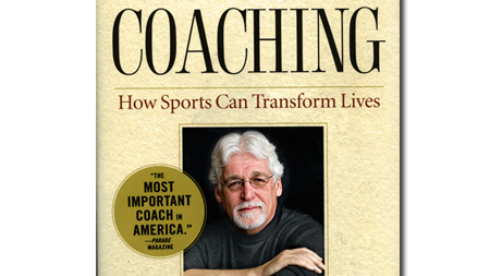 COACHING
How Sports Can Transform Lives
"THE
MOST
IMPORTANT
COACH IN
AMERICA."
—PARADE
MAGAZINE